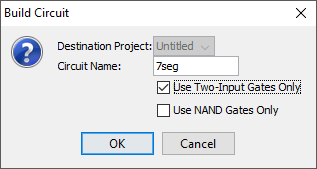 Build Circuit
Destination Project: Untitled
Circuit Name: 7seg
Use Two-Input Gates Only
Use NAND Gates Only
OK Cancel